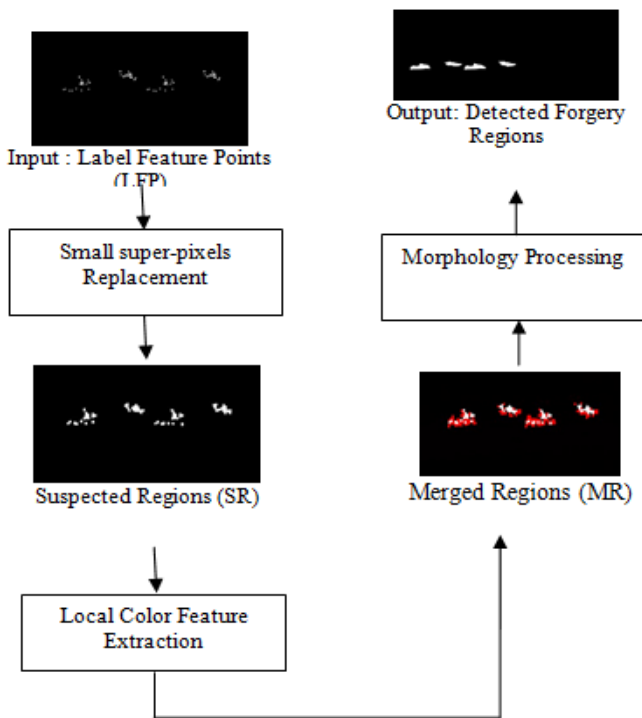 Input : Label Feature Points
(LFP)
Small super-pixels
Replacement
Suspected Regions (SR)
Local Color Feature
Extraction
Merged Regions (MR)
Morphology Processing
Output: Detected Forgery
Regions